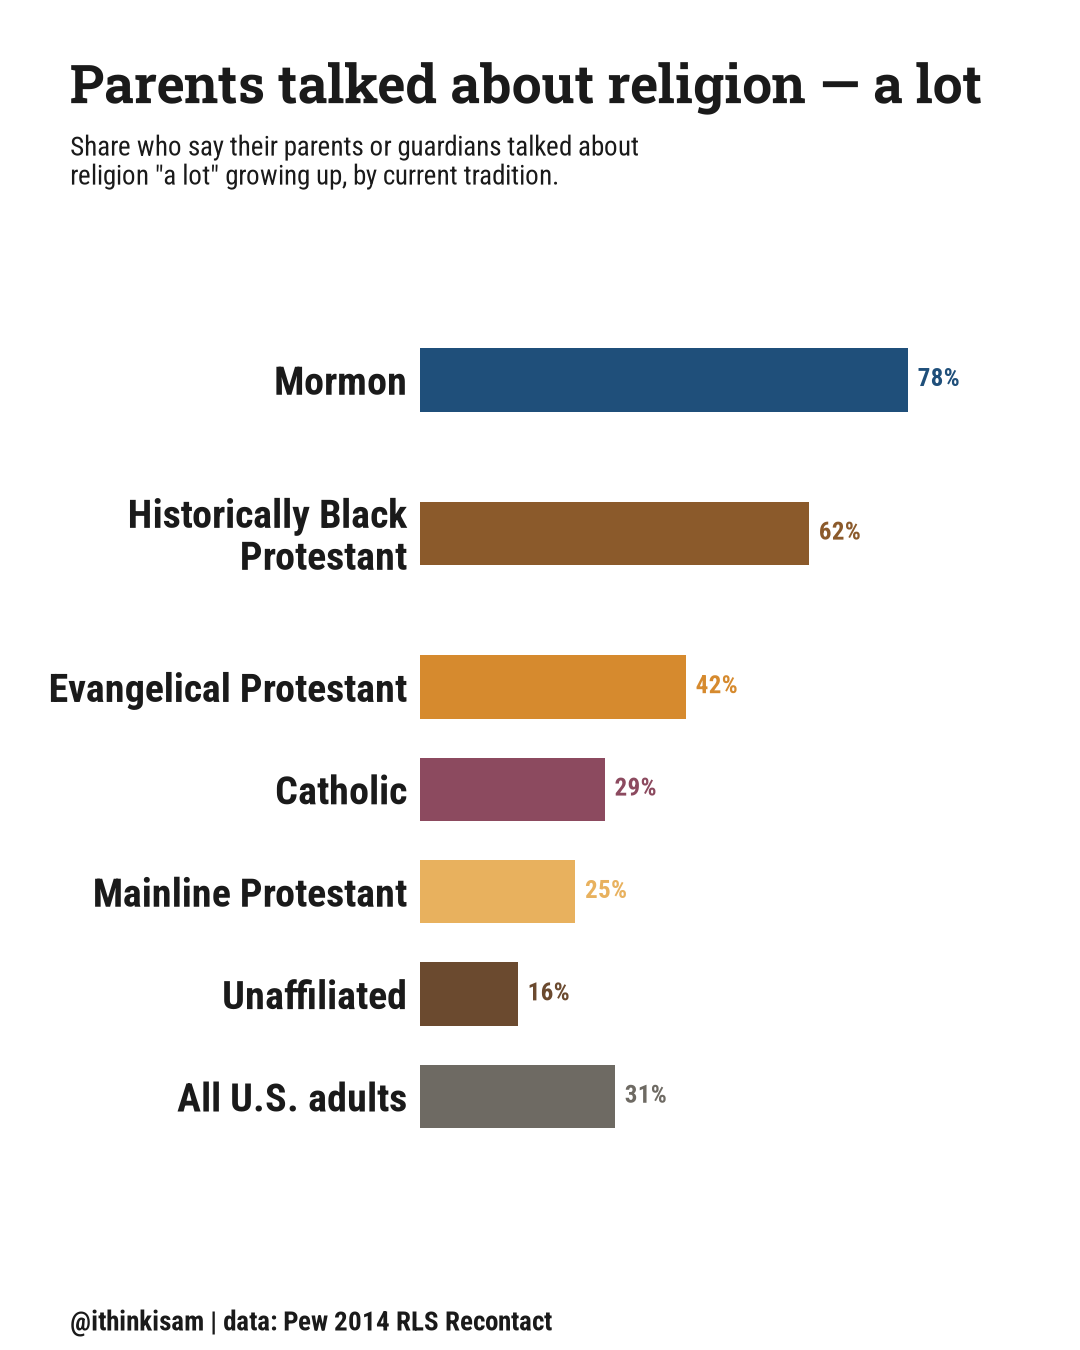 Parents talked about religion — a lot
Share who say their parents or guardians talked about
religion "a lot" growing up, by current tradition.
Mormon
78%
Historically Black
Protestant
62%
Evangelical Protestant
42%
Catholic
29%
Mainline Protestant
25%
Unaffiliated
16%
All U.S. adults
31%
@ithinkisam | data: Pew 2014 RLS Recontact